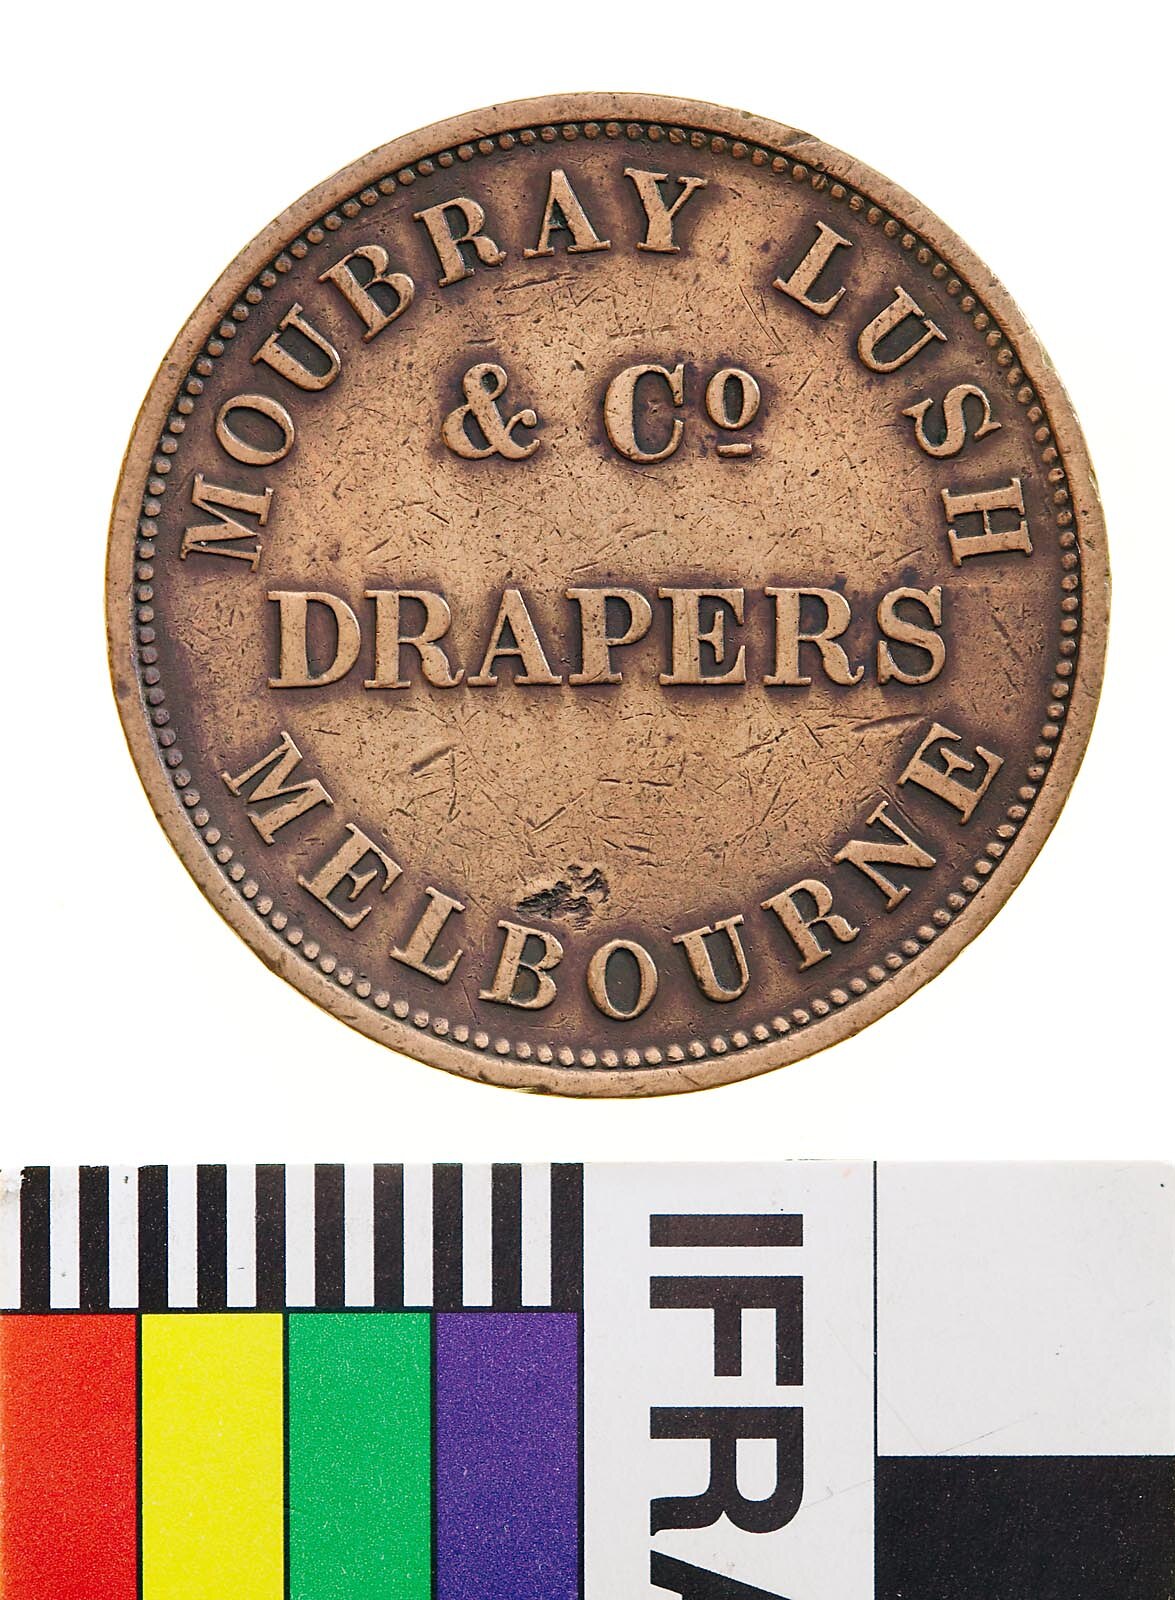 MOUBRAY LUSH
& Cº
DRAPERS
MELBOURNE
IFRA